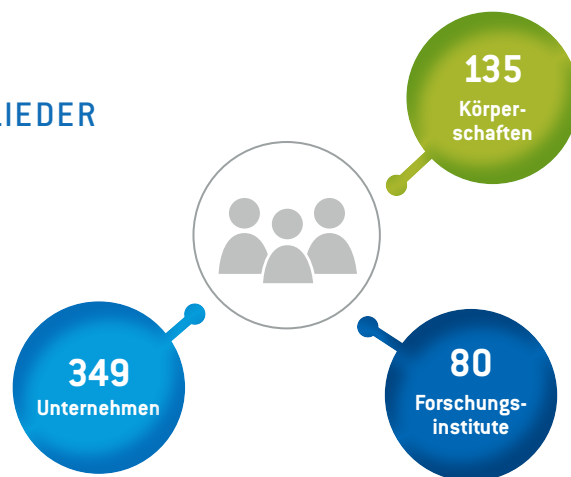 LIEDER
135
Körper-
schaften
349
Unternehmen
80
Forschungs-
institute